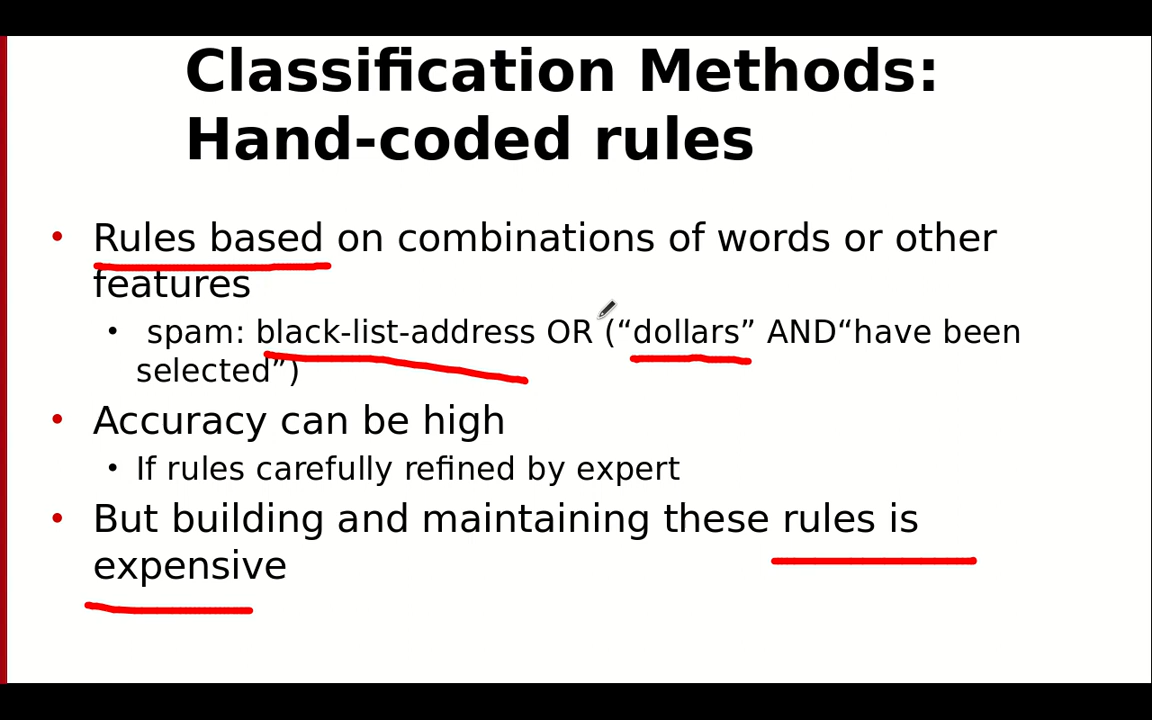 Classification Methods:
Hand-coded rules
• Rules based on combinations of words or other
features
• spam: black-list-address OR (“dollars” AND“have been
selected”)
• Accuracy can be high
• If rules carefully refined by expert
• But building and maintaining these rules is
expensive